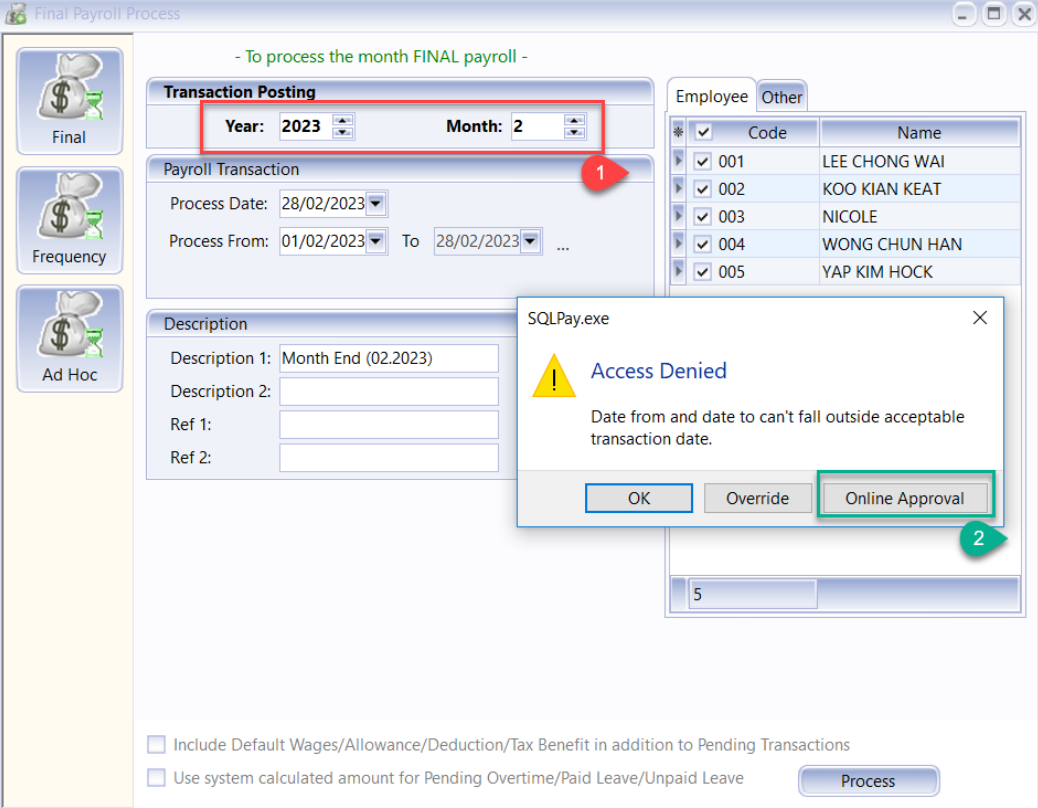 Final Payroll Process
Final
Frequency
Ad Hoc
- To process the month FINAL payroll -
Transaction Posting
Year: 2023 Month: 2
1
Payroll Transaction
Process Date: 28/02/2023
Process From: 01/02/2023 To 28/02/2023 ...
Description
Description 1: Month End (02.2023)
Description 2:
Ref 1:
Ref 2:
Employee Other
Code Name
001 LEE CHONG WAI
002 KOO KIAN KEAT
003 NICOLE
004 WONG CHUN HAN
005 YAP KIM HOCK
SQLPay.exe
Access Denied
Date from and date to can't fall outside acceptable
transaction date.
OK Override Online Approval
2
5
Include Default Wages/Allowance/Deduction/Tax Benefit in addition to Pending Transactions
Use system calculated amount for Pending Overtime/Paid Leave/Unpaid Leave
Process